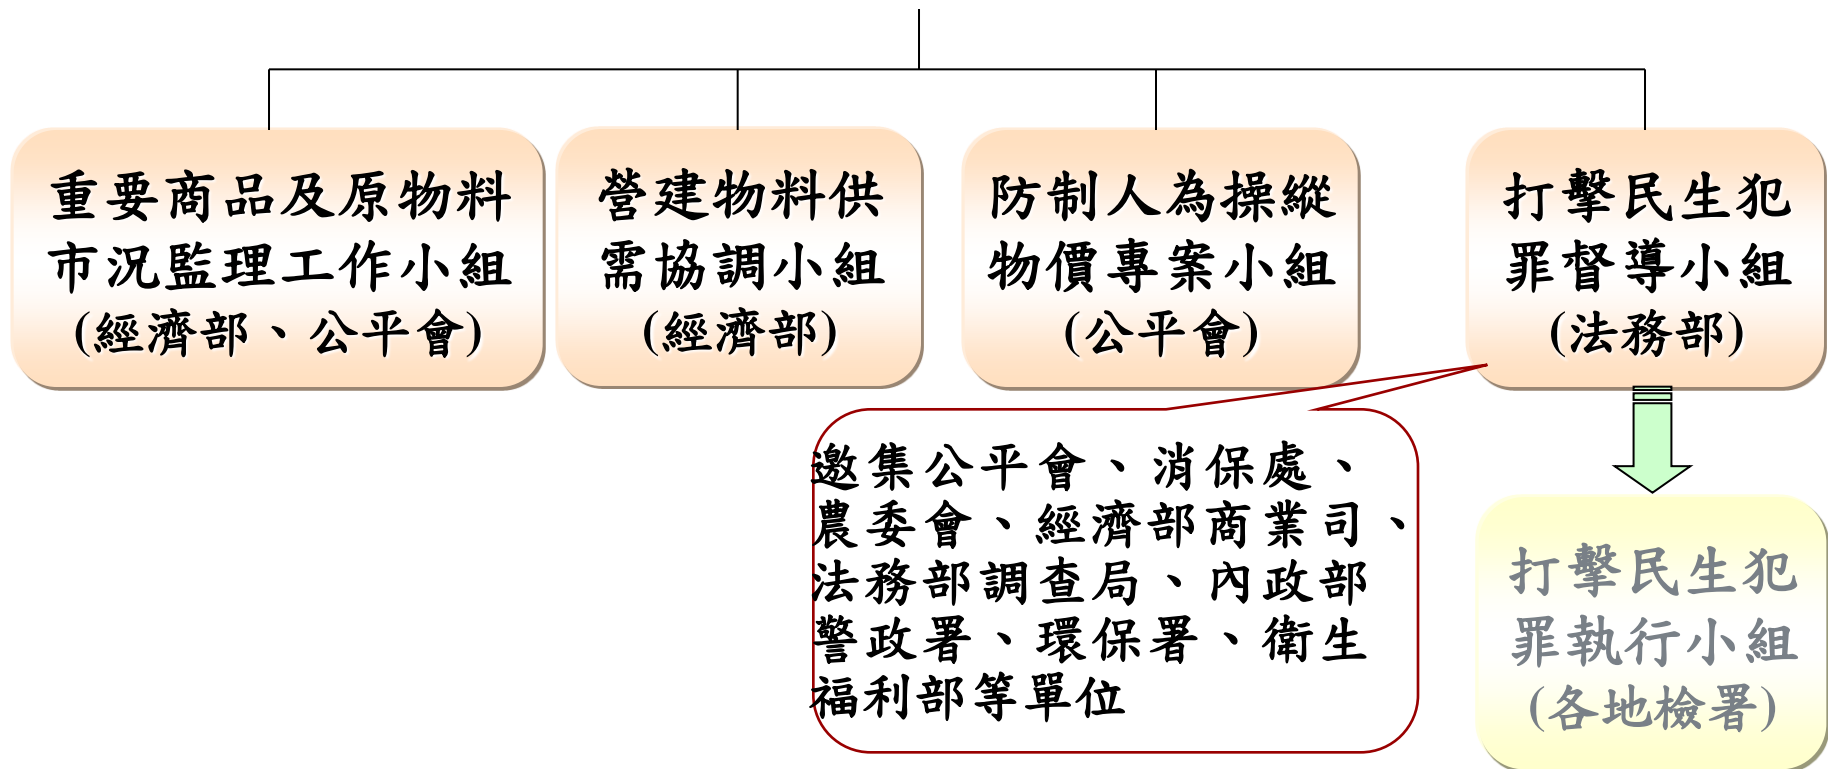 重要商品及原物料
市況監理工作小組
(經濟部、公平會)
營建物料供
需協調小組
(經濟部)
防制人為操縱
物價專案小組
(公平會)
打擊民生犯
罪督導小組
(法務部)
邀集公平會、消保處、
農委會、經濟部商業司、
法務部調查局、內政部
警政署、環保署、衛生
福利部等單位
打擊民生犯
罪執行小組
(各地檢署)